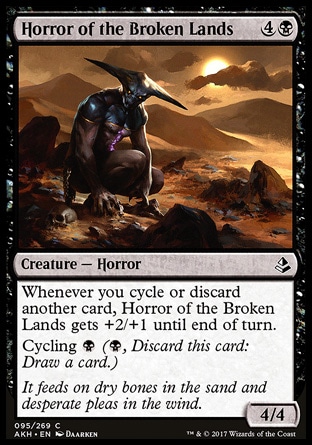 Horror of the Broken Lands 4
Creature — Horror
Whenever you cycle or discard
another card, Horror of the Broken
Lands gets +2/+1 until end of turn.
Cycling (, Discard this card:
Draw a card.)
It feeds on dry bones in the sand and
desperate pleas in the wind.
4/4
095/269 C
AKH • EN DAARKEN
™ & © 2017 Wizards of the Coast